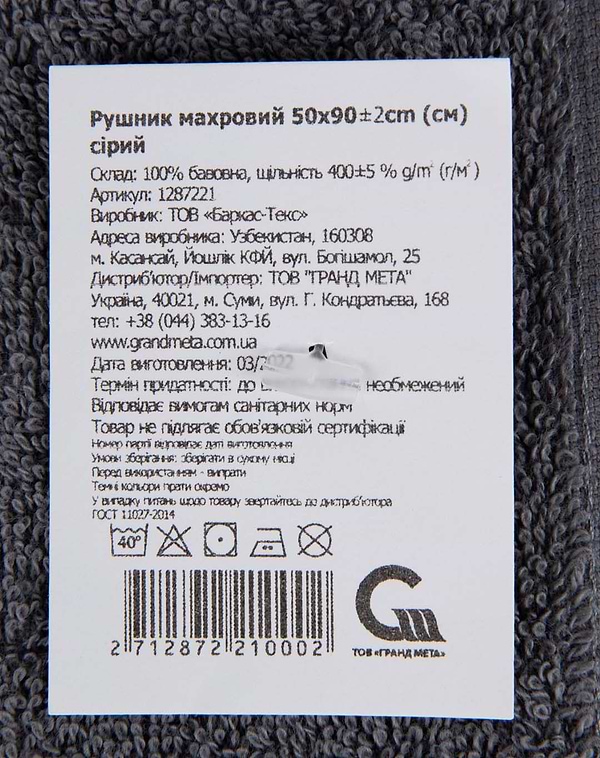 Рушник махровий 50х90±2cm (см)
сірий
Склад: 100% бавовна, щільність 400±5 % g/m² (г/м²)
Артикул: 1287221
Виробник: ТОВ «Баркас-Текс»
Адреса виробника: Узбекистан, 160308
м. Касансай, Йошлік КФЙ, вул. Богішамол, 25
Дистриб'ютор/Імпортер: ТОВ "ГРАНД МЕТА"
Україна, 40021, м. Суми, вул. Г. Кондратьєва, 168
тел: +38 (044) 383-13-16
www.grandmeta.com.ua
Дата виготовлення: 03/2022
Термін придатності: до необмежений
Відповідає вимогам санітарних норм
Товар не підлягає обов'язковій сертифікації
Номер партії відповідає даті виготовлення
Умови зберігання: зберігати в сухому місці
Перед використанням - випрати
Темні кольори прати окремо
У випадку питань щодо товару звертайтесь до дистриб'ютора
ГОСТ 11027-2014
40°
2 712872 210002
Gm
ТОВ «ГРАНД МЕТА»